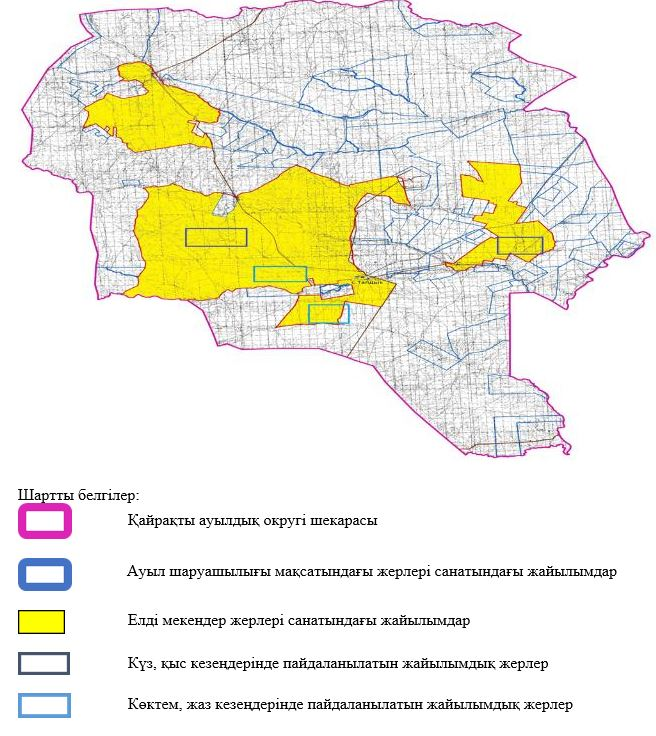 с. Талдык
Шартты белгілер:
Қайрақты ауылдық округі шекарасы
Ауыл шаруашылығы мақсатындағы жерлері санатындағы жайылымдар
Елді мекендер жерлері санатындағы жайылымдар
Күз, қыс кезеңдерінде пайдаланылатын жайылымдық жерлер
Көктем, жаз кезеңдерінде пайдаланылатын жайылымдық жерлер